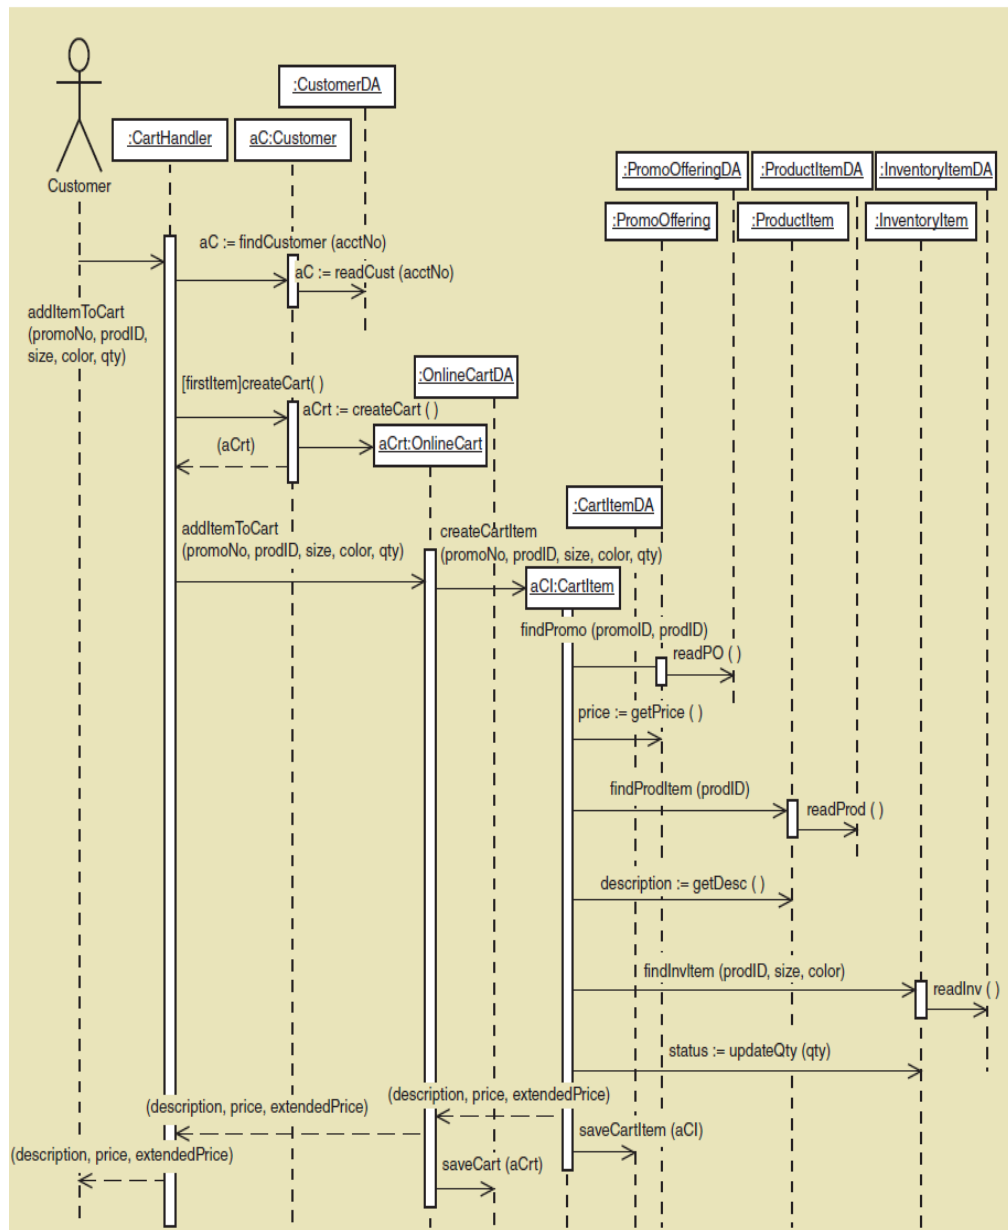 :CustomerDA
:CartHandler
aC:Customer
Customer
:PromoOfferingDA
:ProductItemDA
:InventoryItemDA
:PromoOffering
:ProductItem
:InventoryItem
aC := findCustomer (acctNo)
aC := readCust (acctNo)
addItemToCart
(promoNo, prodID,
size, color, qty)
:OnlineCartDA
[firstItem]createCart( )
aCrt := createCart ( )
(aCrt)
aCrt:OnlineCart
:CartItemDA
addItemToCart
(promoNo, prodID, size, color, qty)
createCartItem
(promoNo, prodID, size, color, qty)
aCI:CartItem
findPromo (promoID, prodID)
readPO ( )
price := getPrice ( )
findProdItem (prodID)
readProd ( )
description := getDesc ( )
findInvItem (prodID, size, color)
readInv ( )
status := updateQty (qty)
(description, price, extendedPrice)
(description, price, extendedPrice)
saveCartItem (aCI)
(description, price, extendedPrice)
saveCart (aCrt)